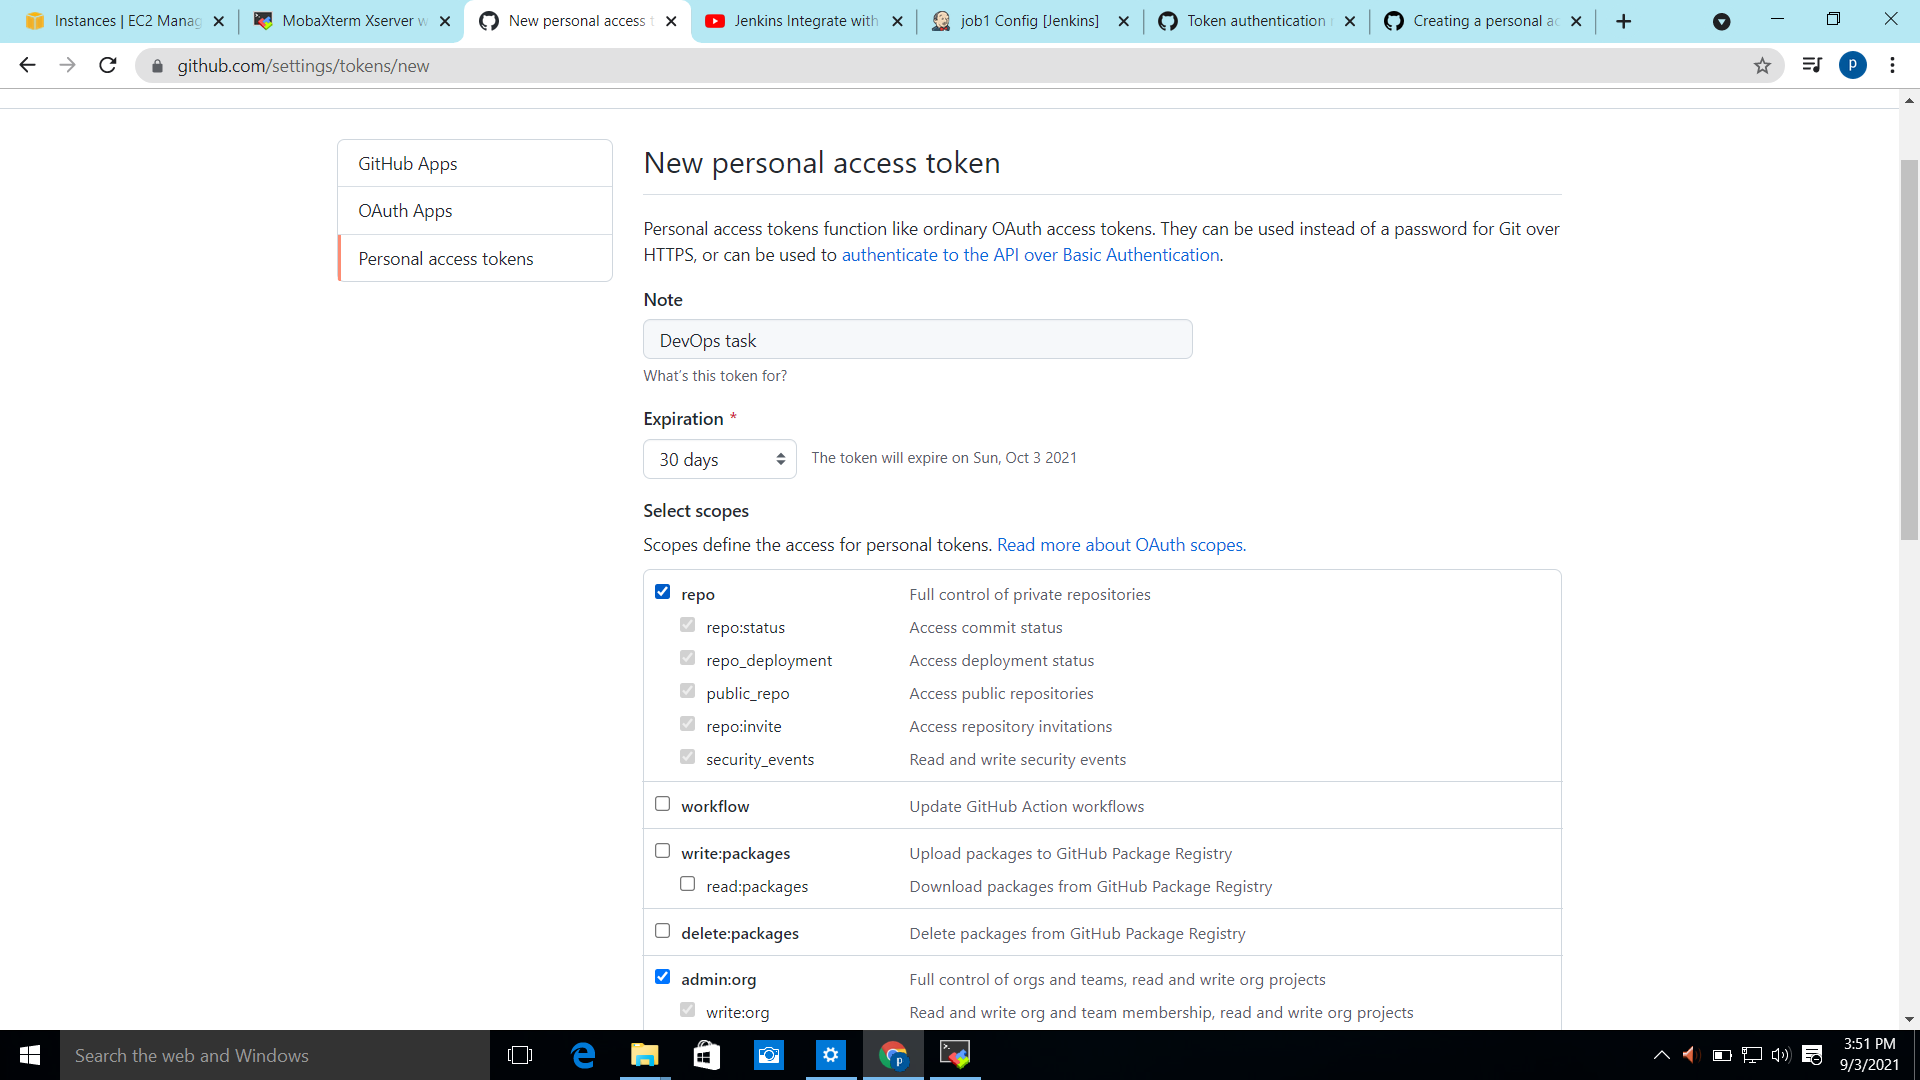 Instances | EC2 Manag
MobaXterm Xserver w
New personal access t
Jenkins Integrate with
job1 Config [Jenkins]
Token authentication r
Creating a personal ac
github.com/settings/tokens/new
p
GitHub Apps
OAuth Apps
Personal access tokens
New personal access token
Personal access tokens function like ordinary OAuth access tokens. They can be used instead of a password for Git over
HTTPS, or can be used to authenticate to the API over Basic Authentication.
Note
DevOps task
What's this token for?
Expiration *
30 days
The token will expire on Sun, Oct 3 2021
Select scopes
Scopes define the access for personal tokens. Read more about OAuth scopes.
repo Full control of private repositories
repo:status Access commit status
repo_deployment Access deployment status
public_repo Access public repositories
repo:invite Access repository invitations
security_events Read and write security events
workflow Update GitHub Action workflows
write:packages Upload packages to GitHub Package Registry
read:packages Download packages from GitHub Package Registry
delete:packages Delete packages from GitHub Package Registry
admin:org Full control of orgs and teams, read and write org projects
write:org Read and write org and team membership, read and write org projects
Search the web and Windows
p
3:51 PM
9/3/2021